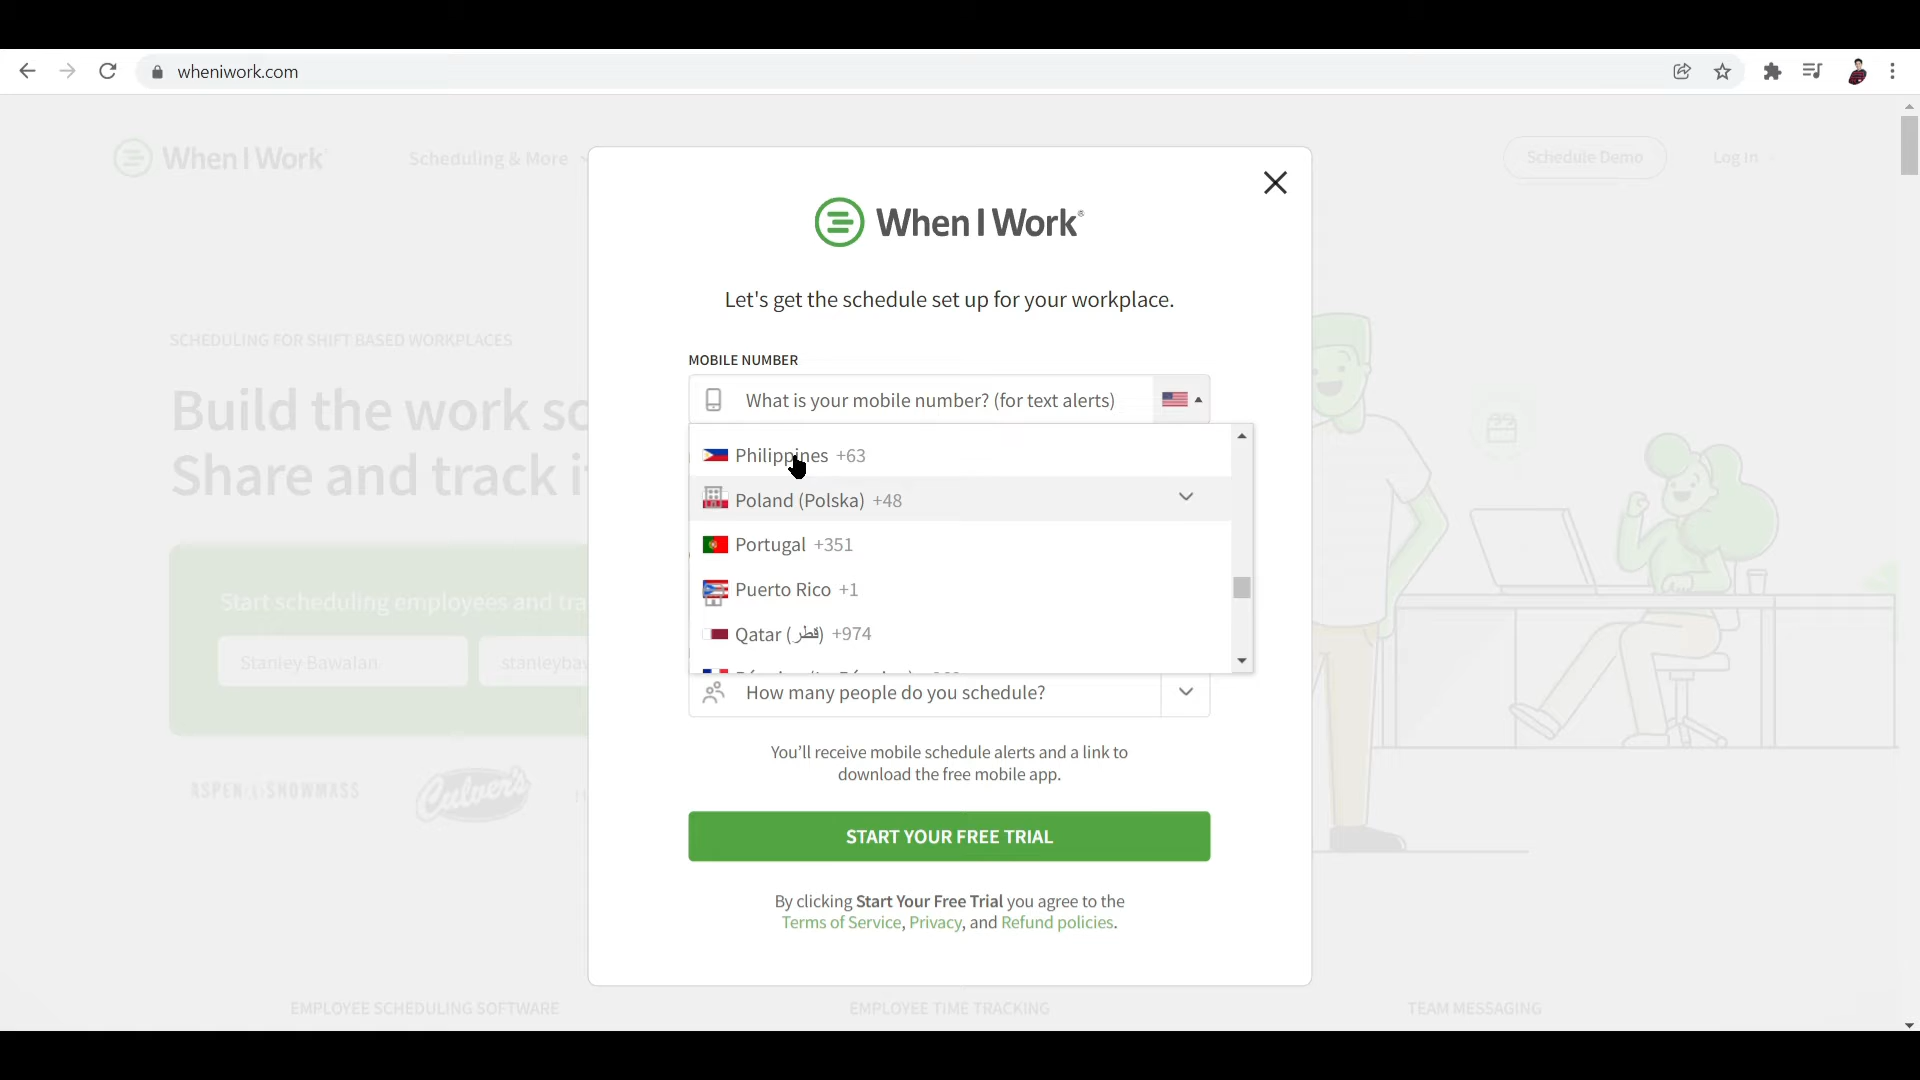 wheniwork.com
When I Work
Scheduling & More
Schedule Demo
Log In
When I Work®
Let's get the schedule set up for your workplace.
SCHEDULING FOR SHIFT BASED WORKPLACES
Build the work sc
Share and track i
MOBILE NUMBER
What is your mobile number? (for text alerts)
Philippines +63
Poland (Polska) +48
Portugal +351
Puerto Rico +1
Qatar (قطر) +974
Start scheduling employees and tra
Stanley Bawalan
stanleybav
How many people do you schedule?
You’ll receive mobile schedule alerts and a link to
download the free mobile app.
ASPEN SNOWMASS
Culver's
START YOUR FREE TRIAL
By clicking Start Your Free Trial you agree to the
Terms of Service, Privacy, and Refund policies.
EMPLOYEE SCHEDULING SOFTWARE
EMPLOYEE TIME TRACKING
TEAM MESSAGING